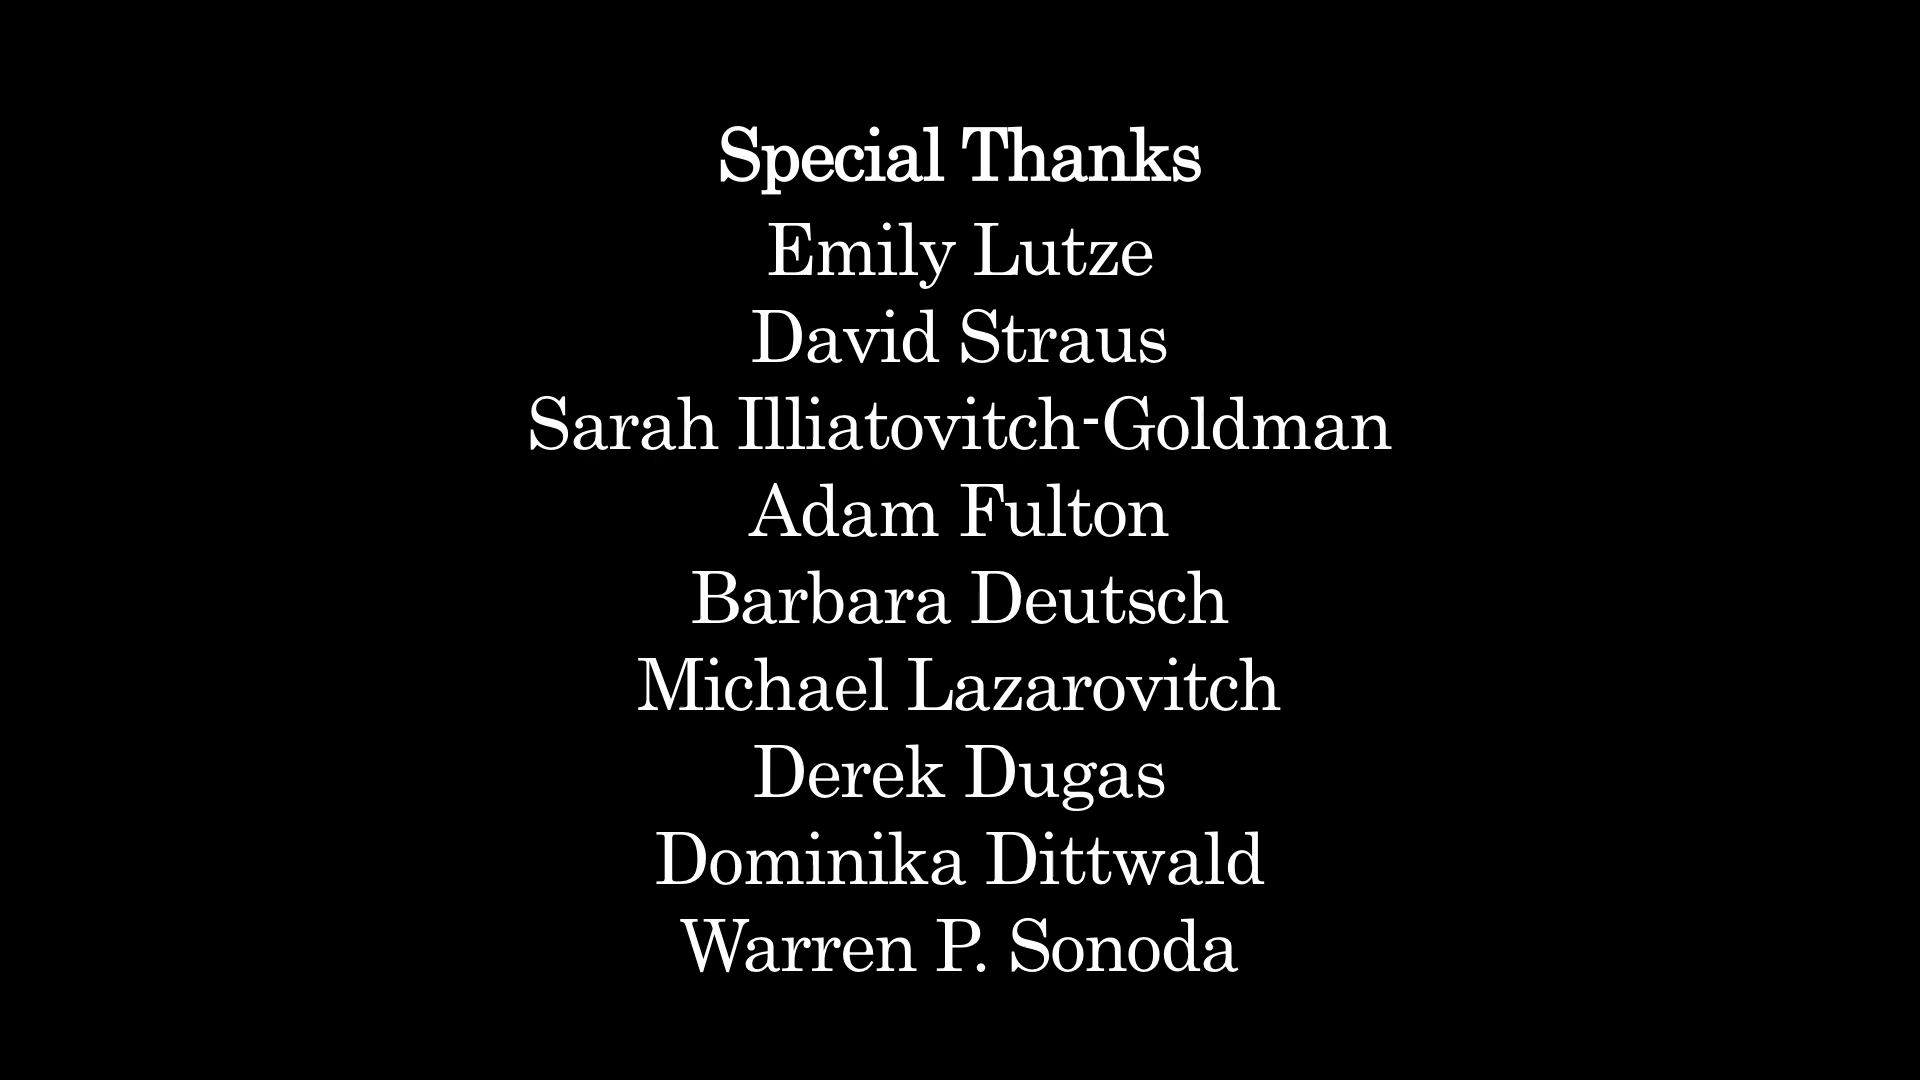 Special Thanks
Emily Lutze
David Straus
Sarah Illiatovitch-Goldman
Adam Fulton
Barbara Deutsch
Michael Lazarovitch
Derek Dugas
Dominika Dittwald
Warren P. Sonoda